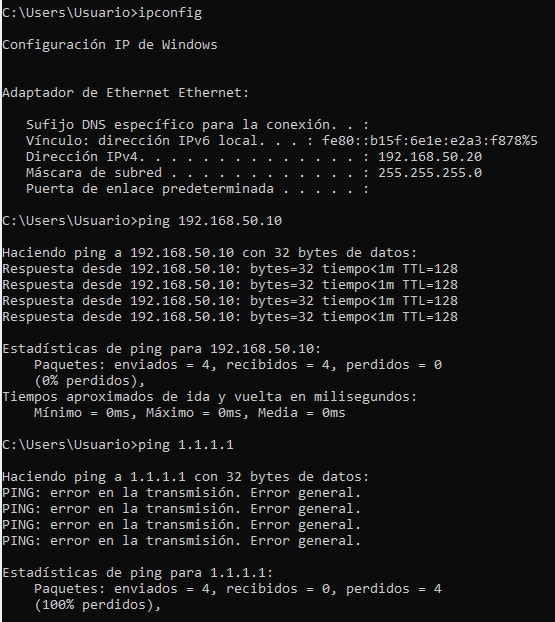 C:\Users\Usuario>ipconfig
Configuración IP de Windows
Adaptador de Ethernet Ethernet:
Sufijo DNS específico para la conexión. . :
Vínculo: dirección IPv6 local. . . : fe80::b15f:6e1e:e2a3:f878%5
Dirección IPv4. . . . . . . . . . . . . . : 192.168.50.20
Máscara de subred . . . . . . . . . . . . : 255.255.255.0
Puerta de enlace predeterminada . . . . . :
C:\Users\Usuario>ping 192.168.50.10
Haciendo ping a 192.168.50.10 con 32 bytes de datos:
Respuesta desde 192.168.50.10: bytes=32 tiempo<1m TTL=128
Respuesta desde 192.168.50.10: bytes=32 tiempo<1m TTL=128
Respuesta desde 192.168.50.10: bytes=32 tiempo<1m TTL=128
Respuesta desde 192.168.50.10: bytes=32 tiempo<1m TTL=128
Estadísticas de ping para 192.168.50.10:
Paquetes: enviados = 4, recibidos = 4, perdidos = 0
(0% perdidos),
Tiempos aproximados de ida y vuelta en milisegundos:
Mínimo = 0ms, Máximo = 0ms, Media = 0ms
C:\Users\Usuario>ping 1.1.1.1
Haciendo ping a 1.1.1.1 con 32 bytes de datos:
PING: error en la transmisión. Error general.
PING: error en la transmisión. Error general.
PING: error en la transmisión. Error general.
PING: error en la transmisión. Error general.
Estadísticas de ping para 1.1.1.1:
Paquetes: enviados = 4, recibidos = 0, perdidos = 4
(100% perdidos),